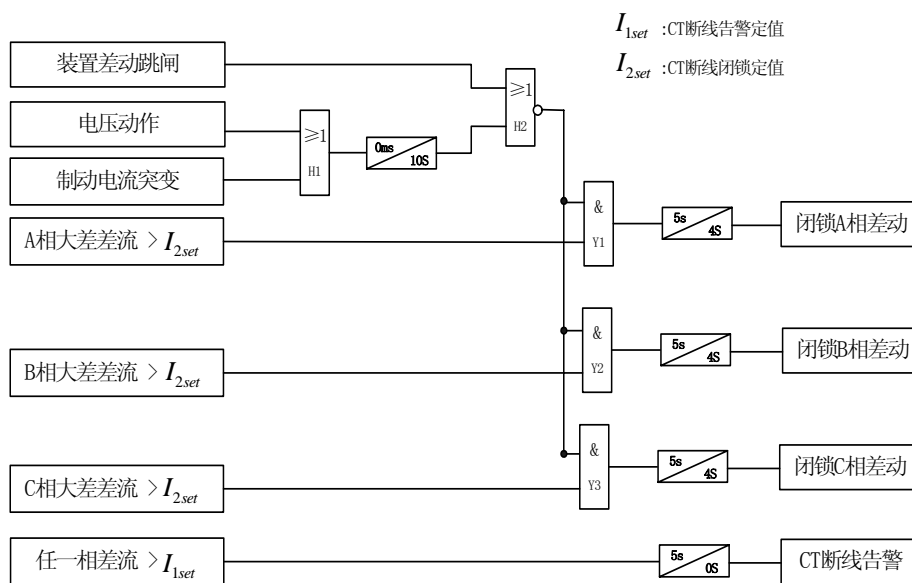 I1set :CT断线告警定值
I2set :CT断线闭锁定值
装置差动跳闸
≥1
H2
电压动作
≥1
H1
0ms
10S
制动电流突变
&
Y1
5s
4S
闭锁A相差动
A相大差差流 > I2set
&
Y2
5s
4S
闭锁B相差动
B相大差差流 > I2set
&
Y3
5s
4S
闭锁C相差动
C相大差差流 > I2set
任一相差流 > I1set
5s
0S
CT断线告警